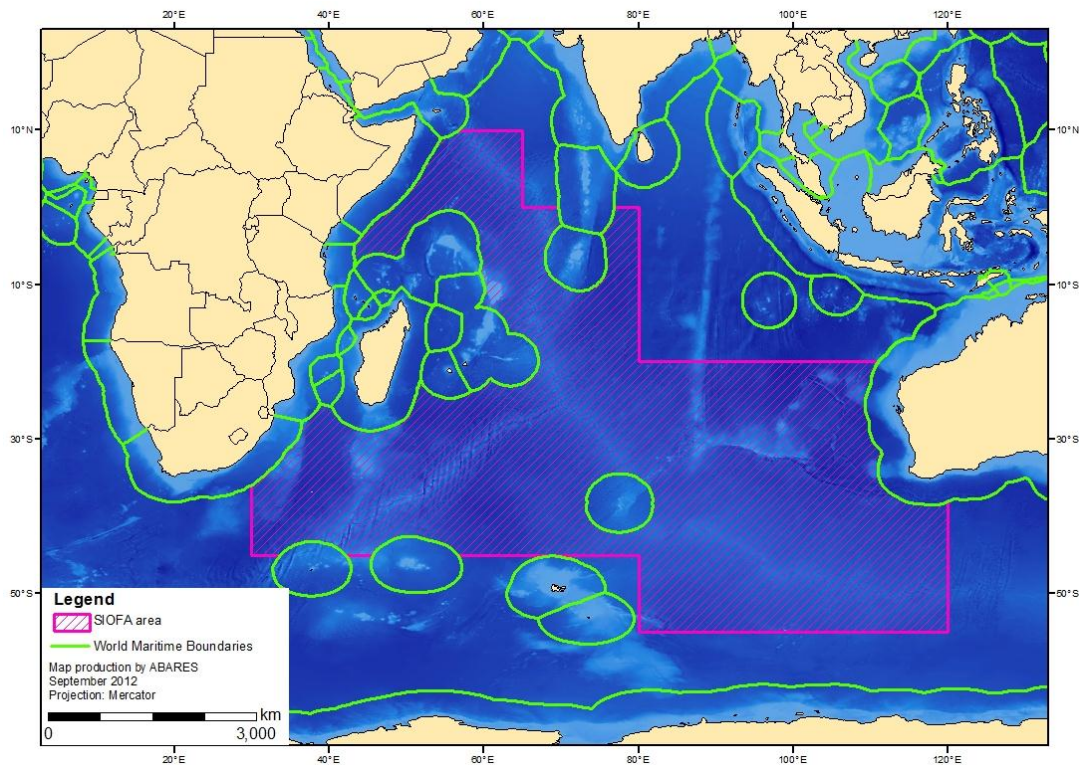 20°E 40°E 60°E 80°E 100°E 120°E
10°N 10°N
10°S 10°S
30°S 30°S
50°S 50°S
Legend
SIOFA area
World Maritime Boundaries
Map production by ABARES
September 2012
Projection: Mercator
km
0 3,000
20°E 40°E 60°E 80°E 100°E 120°E